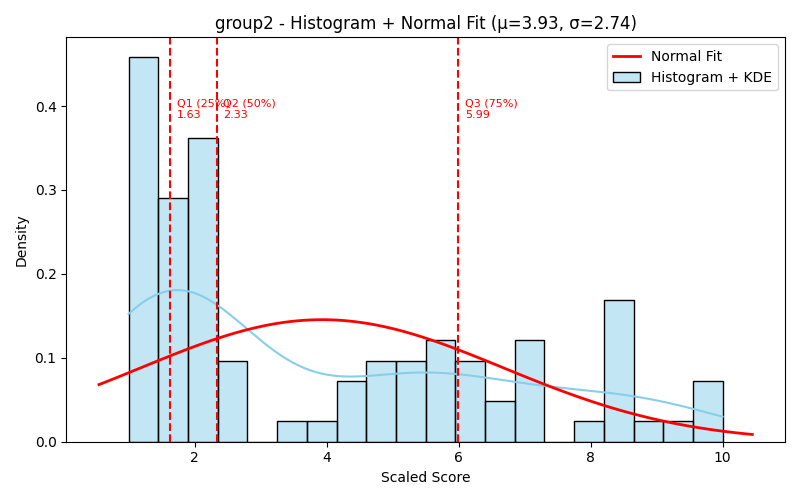 group2 - Histogram + Normal Fit (μ=3.93, σ=2.74)
Normal Fit
Histogram + KDE
Q1 (25%)
1.63
Q2 (50%)
2.33
Q3 (75%)
5.99
Density
0.4
0.3
0.2
0.1
0.0
2
4
6
8
10
Scaled Score